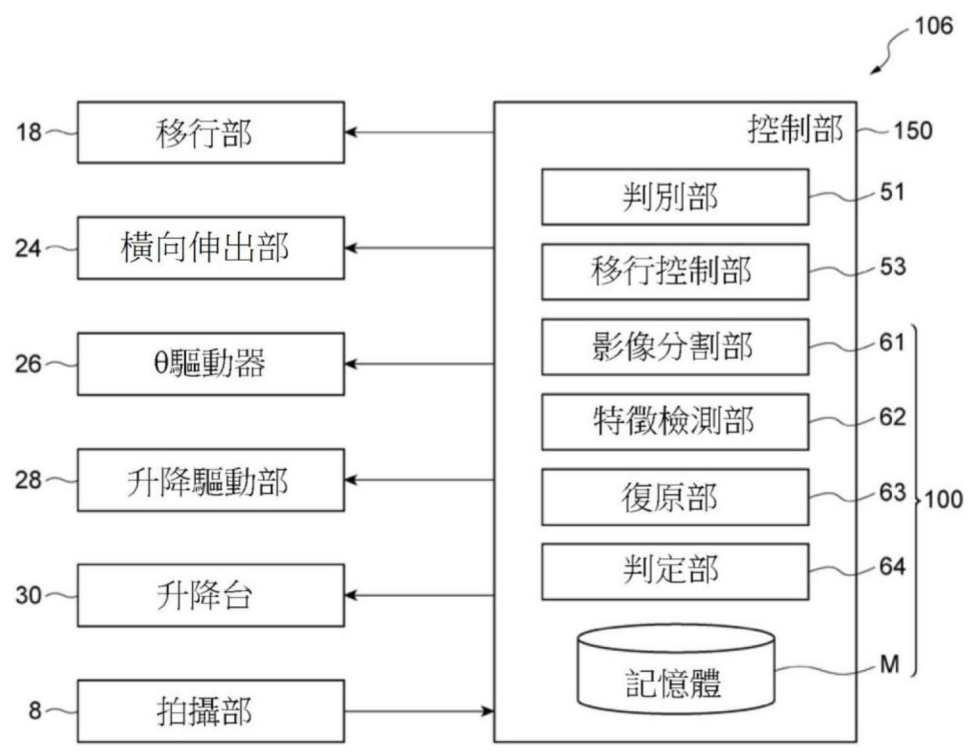 106
18 移行部
24 橫向伸出部
26 θ驅動器
28 升降驅動部
30 升降台
8 拍攝部
控制部 150
判別部 51
移行控制部 53
影像分割部 61
特徵檢測部 62
復原部 63
判定部 64
記憶體 M
100